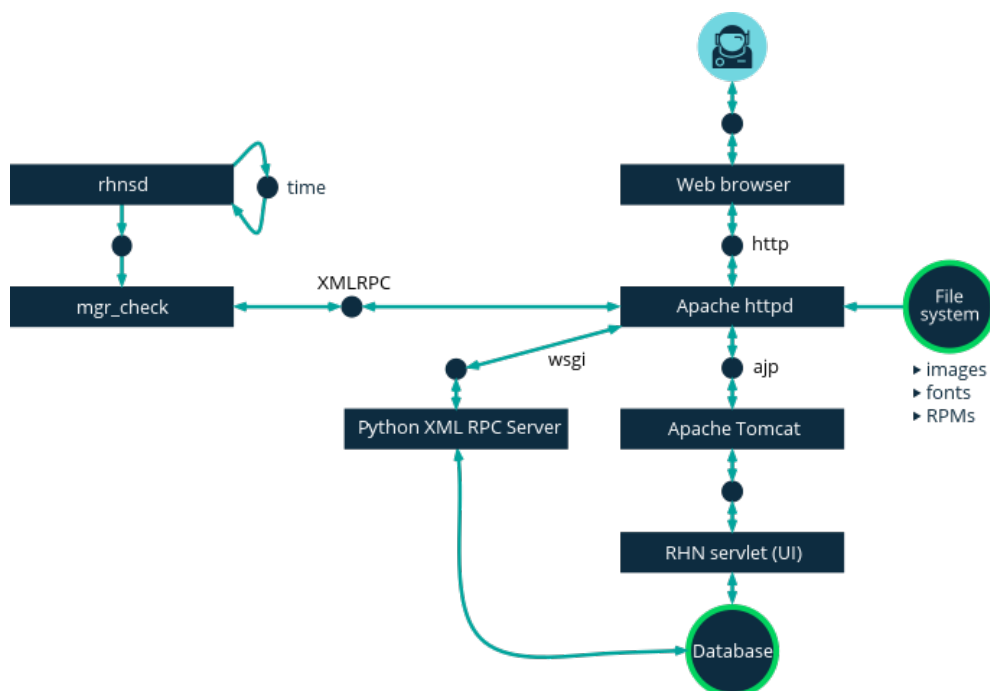 rhnsd
time
Web browser
http
XMLRPC
mgr_check
Apache httpd
File
system
wsgi
ajp
images
fonts
RPMs
Python XML RPC Server
Apache Tomcat
RHN servlet (UI)
Database